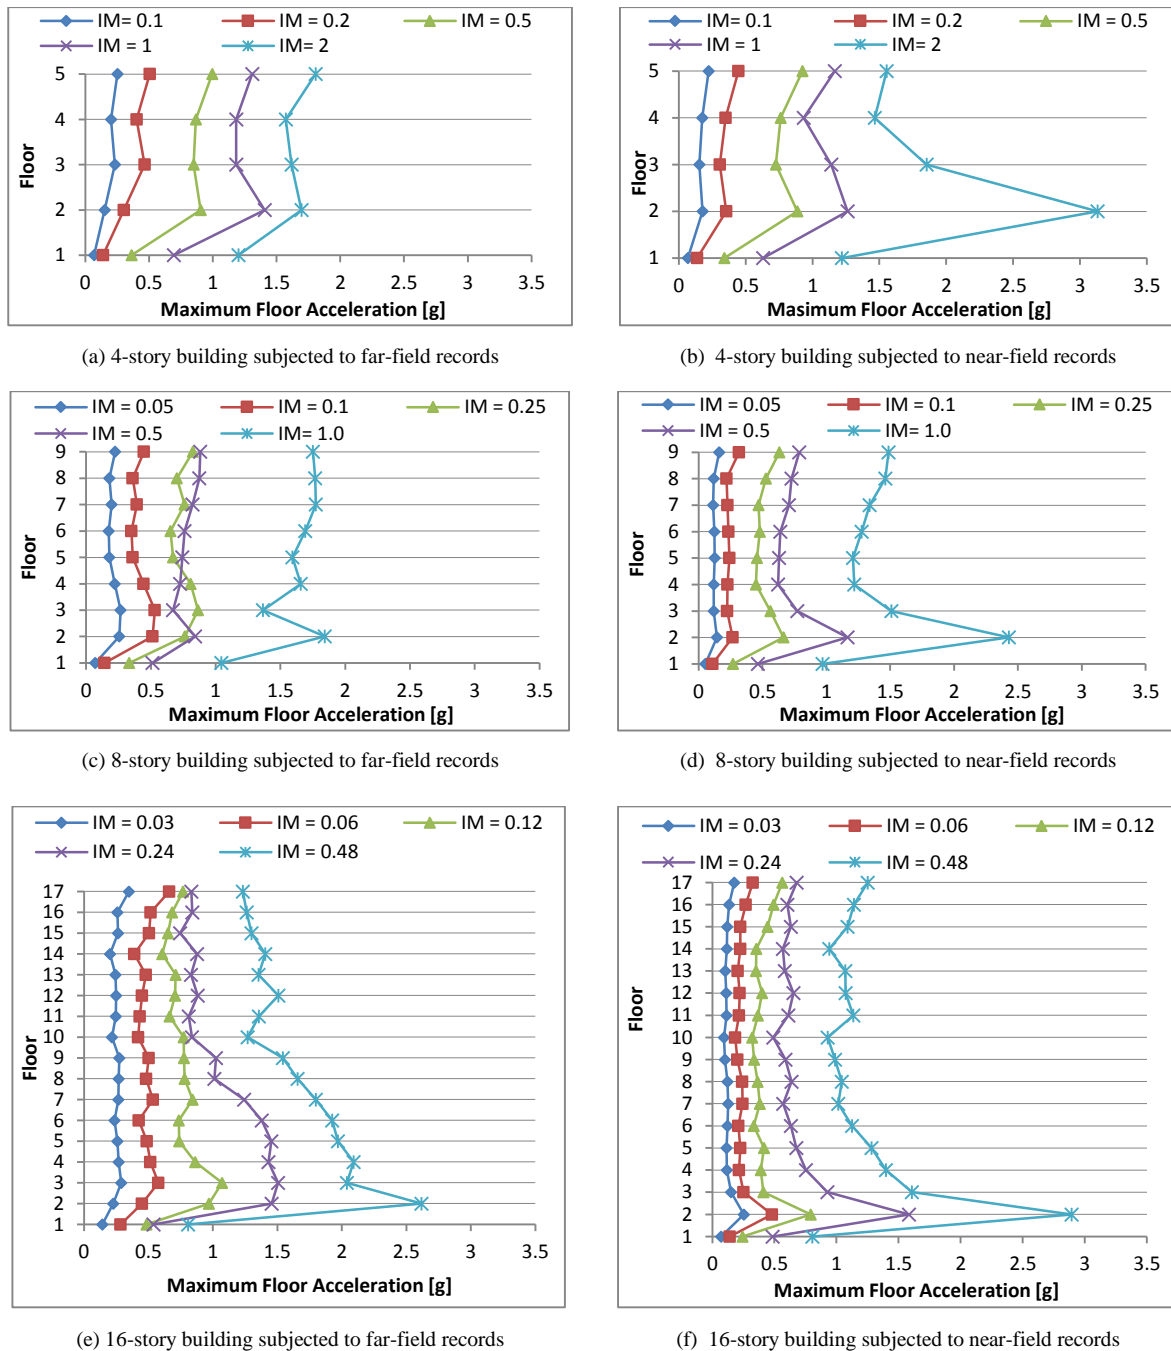 IM= 0.1 IM = 0.2 IM = 0.5
IM = 1 IM= 2
5
4
3
2
1
Floor
0 0.5 1 1.5 2 2.5 3 3.5
Maximum Floor Acceleration [g]
(a) 4-story building subjected to far-field records
IM = 0.1 IM = 0.2 IM = 0.5
IM = 1 IM= 2
5
4
3
2
1
Floor
0 0.5 1 1.5 2 2.5 3 3.5
Masimum Floor Acceleration [g]
(b) 4-story building subjected to near-field records
IM = 0.05 IM = 0.1 IM = 0.25
IM = 0.5 IM= 1.0
9
8
7
6
5
4
3
2
1
Floor
0 0.5 1 1.5 2 2.5 3 3.5
Maximum Floor Acceleration [g]
(c) 8-story building subjected to far-field records
IM = 0.05 IM = 0.1 IM = 0.25
IM = 0.5 IM= 1.0
9
8
7
6
5
4
3
2
1
Floor
0 0.5 1 1.5 2 2.5 3 3.5
Maximum Floor Acceleration [g]
(d) 8-story building subjected to near-field records
IM = 0.03 IM = 0.06 IM = 0.12
IM = 0.24 IM = 0.48
17
16
15
14
13
12
11
10
9
8
7
6
5
4
3
2
1
Floor
0 0.5 1 1.5 2 2.5 3 3.5
Maximum Floor Acceleration [g]
(e) 16-story building subjected to far-field records
IM = 0.03 IM = 0.06 IM = 0.12
IM = 0.24 IM = 0.48
17
16
15
14
13
12
11
10
9
8
7
6
5
4
3
2
1
Floor
0 0.5 1 1.5 2 2.5 3 3.5
Maximum Floor Acceleration [g]
(f) 16-story building subjected to near-field records